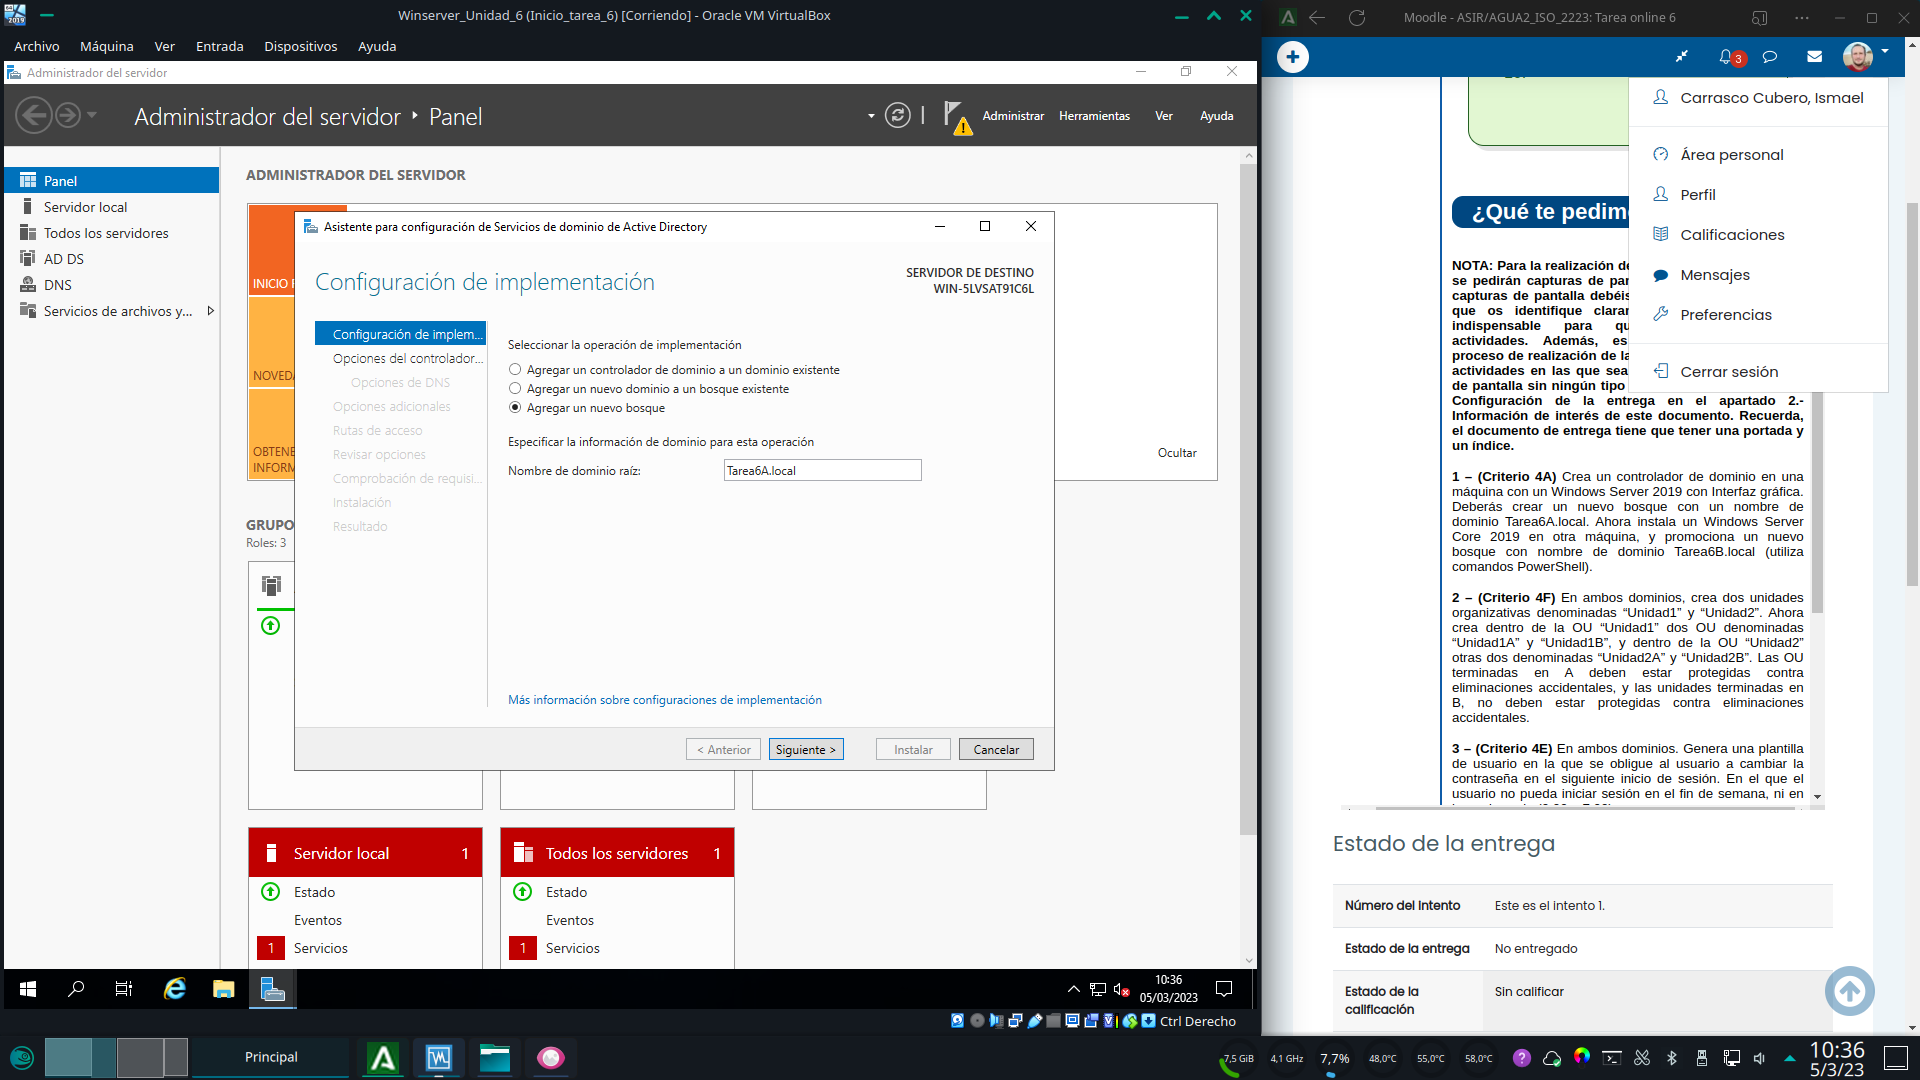 Winserver_Unidad_6 (Inicio_tarea_6) [Corriendo] - Oracle VM VirtualBox
Archivo Máquina Ver Entrada Dispositivos Ayuda
Administrador del servidor
Administrador del servidor ‣ Panel
Administrar Herramientas Ver Ayuda
Panel
Servidor local
Todos los servidores
AD DS
DNS
Servicios de archivos y...
ADMINISTRADOR DEL SERVIDOR
INICIO
NOVED
OBTENE
INFORM
Ocultar
GRUPO
Roles: 3
Asistente para configuración de Servicios de dominio de Active Directory
Configuración de implementación
SERVIDOR DE DESTINO
WIN-5LVSAT91C6L
Configuración de implem...
Opciones del controlador...
Opciones de DNS
Opciones adicionales
Rutas de acceso
Revisar opciones
Comprobación de requisi...
Instalación
Resultado
Seleccionar la operación de implementación
Agregar un controlador de dominio a un dominio existente
Agregar un nuevo dominio a un bosque existente
Agregar un nuevo bosque
Especificar la información de dominio para esta operación
Nombre de dominio raíz:
Tarea6A.local
Más información sobre configuraciones de implementación
< Anterior Siguiente > Instalar Cancelar
Servidor local 1
Estado
Eventos
1 Servicios
Todos los servidores 1
Estado
Eventos
1 Servicios
10:36
05/03/2023
Ctrl Derecho
Moodle - ASIR/AGUA2_ISO_2223: Tarea online 6
3
Carrasco Cubero, Ismael
Área personal
Perfil
Calificaciones
Mensajes
Preferencias
Cerrar sesión
¿Qué te pedim
NOTA: Para la realización de
se pedirán capturas de pan
capturas de pantalla debéis
que os identifique claram
indispensable para qu
actividades. Además, es
proceso de realización de la
actividades en las que sea
de pantalla sin ningún tipo
Configuración de la entrega en el apartado 2.-
Información de interés de este documento. Recuerda,
el documento de entrega tiene que tener una portada y
un índice.
1 – (Criterio 4A) Crea un controlador de dominio en una
máquina con un Windows Server 2019 con Interfaz gráfica.
Deberás crear un nuevo bosque con un nombre de
dominio Tarea6A.local. Ahora instala un Windows Server
Core 2019 en otra máquina, y promociona un nuevo
bosque con nombre de dominio Tarea6B.local (utiliza
comandos PowerShell).
2 – (Criterio 4F) En ambos dominios, crea dos unidades
organizativas denominadas “Unidad1” y “Unidad2”. Ahora
crea dentro de la OU “Unidad1” dos OU denominadas
“Unidad1A” y “Unidad1B”, y dentro de la OU “Unidad2”
otras dos denominadas “Unidad2A” y “Unidad2B”. Las OU
terminadas en A deben estar protegidas contra
eliminaciones accidentales, y las unidades terminadas en
B, no deben estar protegidas contra eliminaciones
accidentales.
3 – (Criterio 4E) En ambos dominios. Genera una plantilla
de usuario en la que se obligue al usuario a cambiar la
contraseña en el siguiente inicio de sesión. En el que el
usuario no pueda iniciar sesión en el fin de semana, ni en
Estado de la entrega
Número del Intento Este es el intento 1.
Estado de la entrega No entregado
Estado de la
calificación
Sin calificar
Principal
7,5 GiB 4,1 GHz 7,7% 48,0°C 55,0°C 58,0°C
10:36
5/3/23